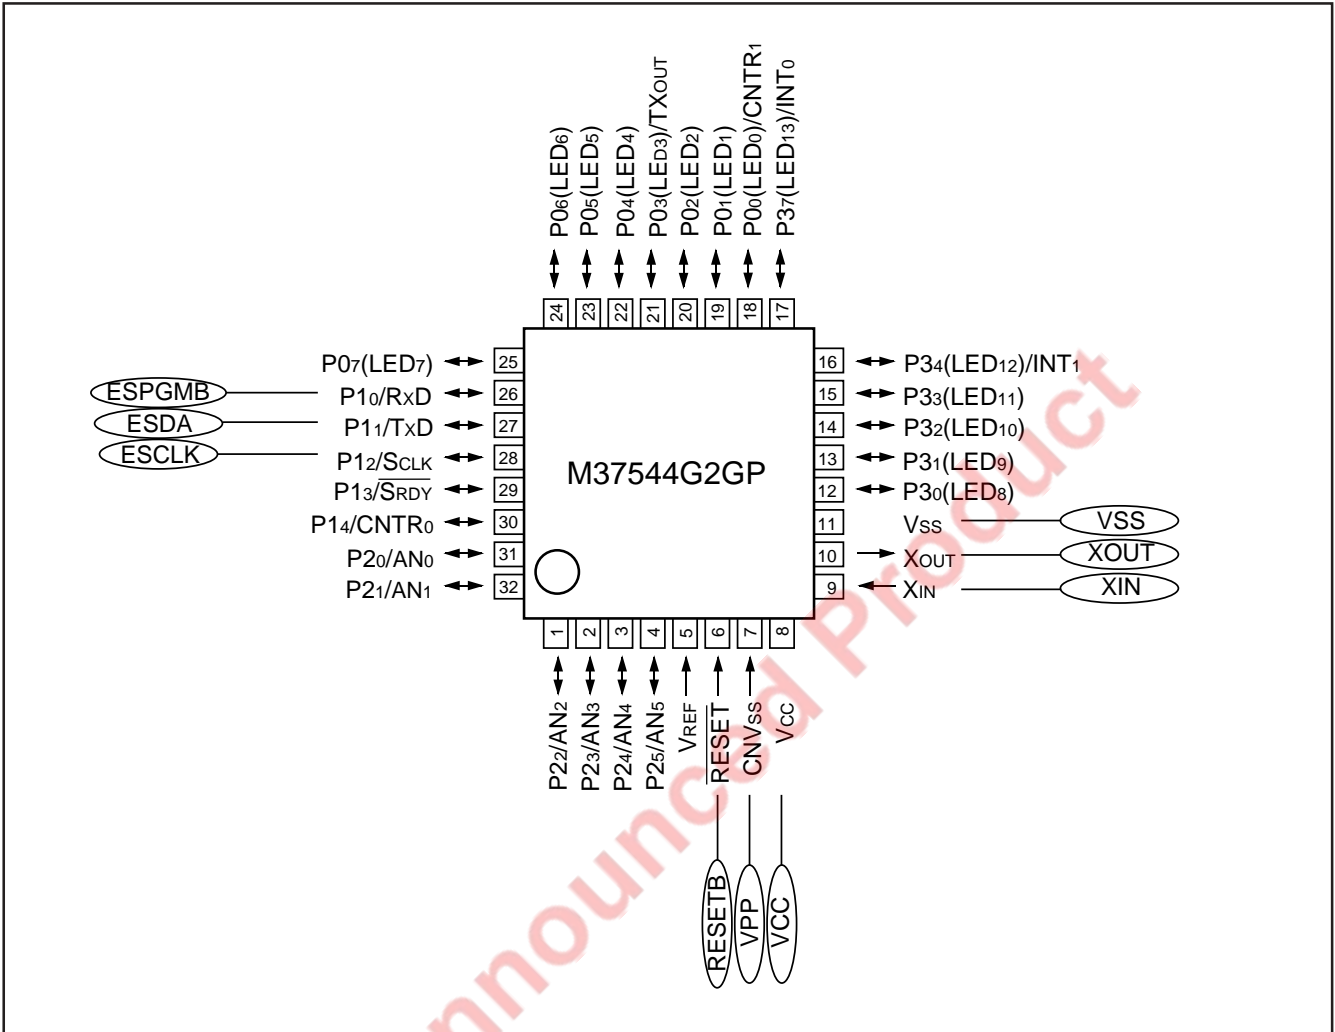 P06(LED6)
P05(LED5)
P04(LED4)
P03(LED3)/TXOUT
P02(LED2)
P01(LED1)
P00(LED0)/CNTR1
P37(LED13)/INT0
24
23
22
21
20
19
18
17
P07(LED7)
25
ESPGMB
P10/RXD
26
ESDA
P11/TXD
27
ESCLK
P12/SCLK
28
P13/SRDY
29
P14/CNTR0
30
P20/AN0
31
P21/AN1
32
M37544G2GP
16
P34(LED12)/INT1
15
P33(LED11)
14
P32(LED10)
13
P31(LED9)
12
P30(LED8)
11
VSS
VSS
10
XOUT
XOUT
9
XIN
XIN
1
2
3
4
5
6
7
8
P22/AN2
P23/AN3
P24/AN4
P25/AN5
VREF
RESET
CNVSS
VCC
RESETB
VPP
VCC
nnounced Product